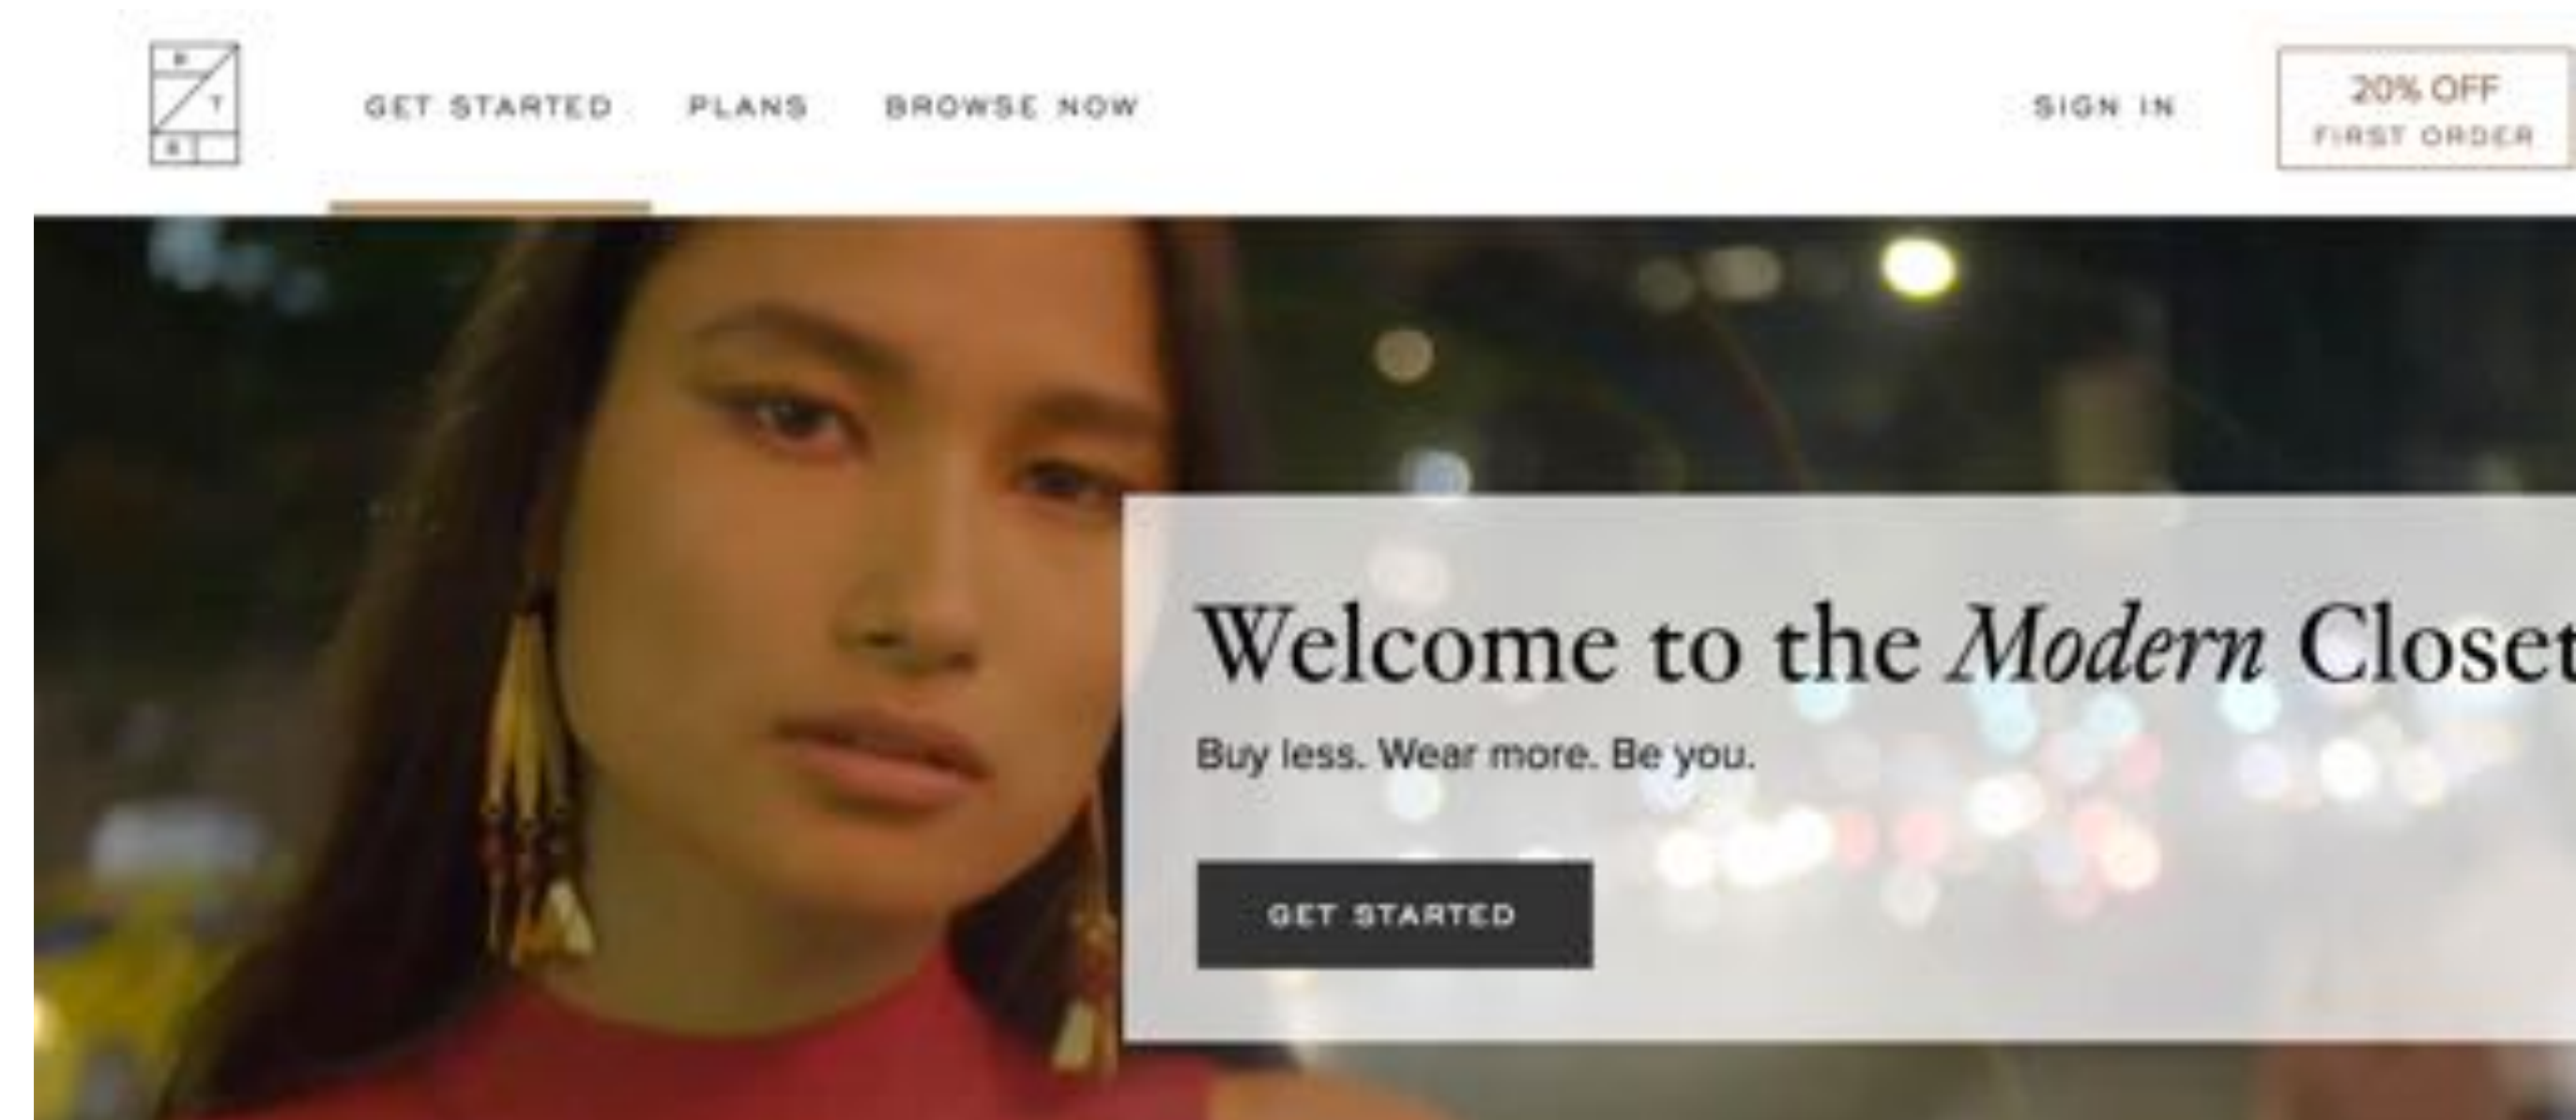 P
T
R
GET STARTED
PLANS
BROWSE NOW
SIGN IN
20% OFF
FIRST ORDER
Welcome to the Modern Closet
Buy less. Wear more. Be you.
GET STARTED